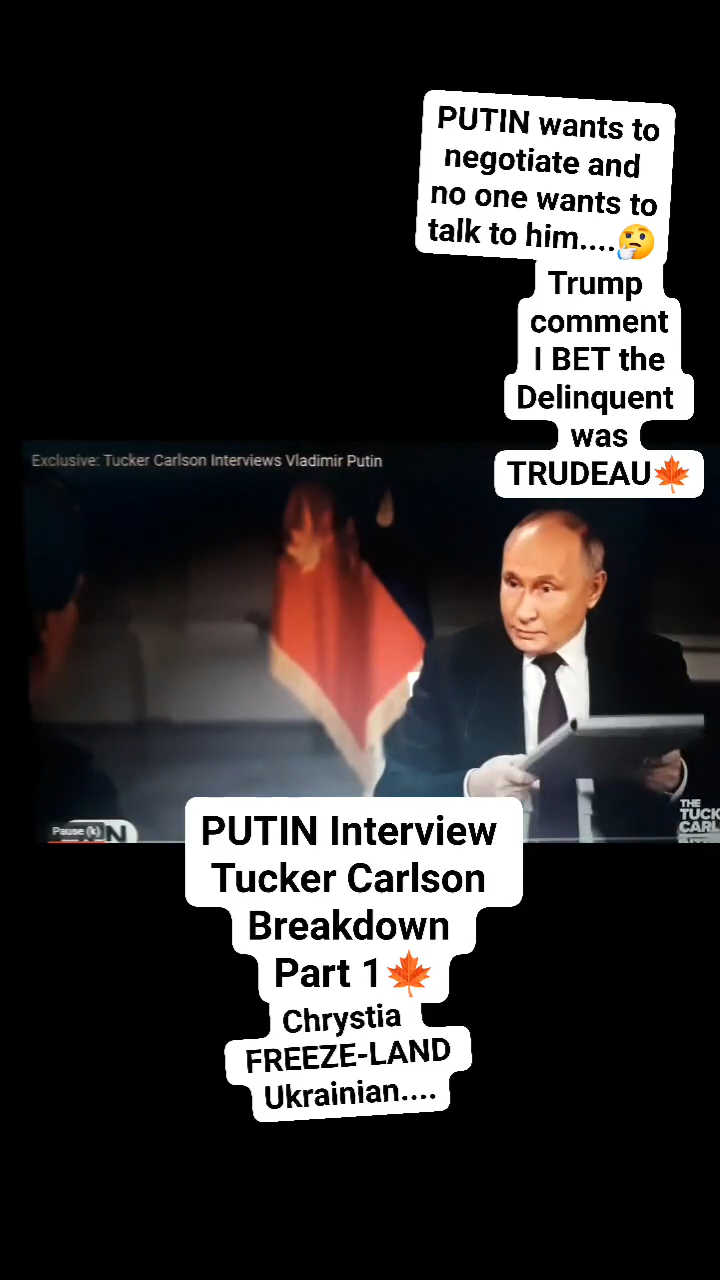 PUTIN wants to
negotiate and
no one wants to
talk to him....🤔
Trump
comment
I BET the
Delinquent
was
TRUDEAU🍁
Exclusive: Tucker Carlson Interviews Vladimir Putin
THE
TUCK
CARL
Pause (k)
N
PUTIN Interview
Tucker Carlson
Breakdown
Part 1🍁
Chrystia
FREEZE-LAND
Ukrainian....